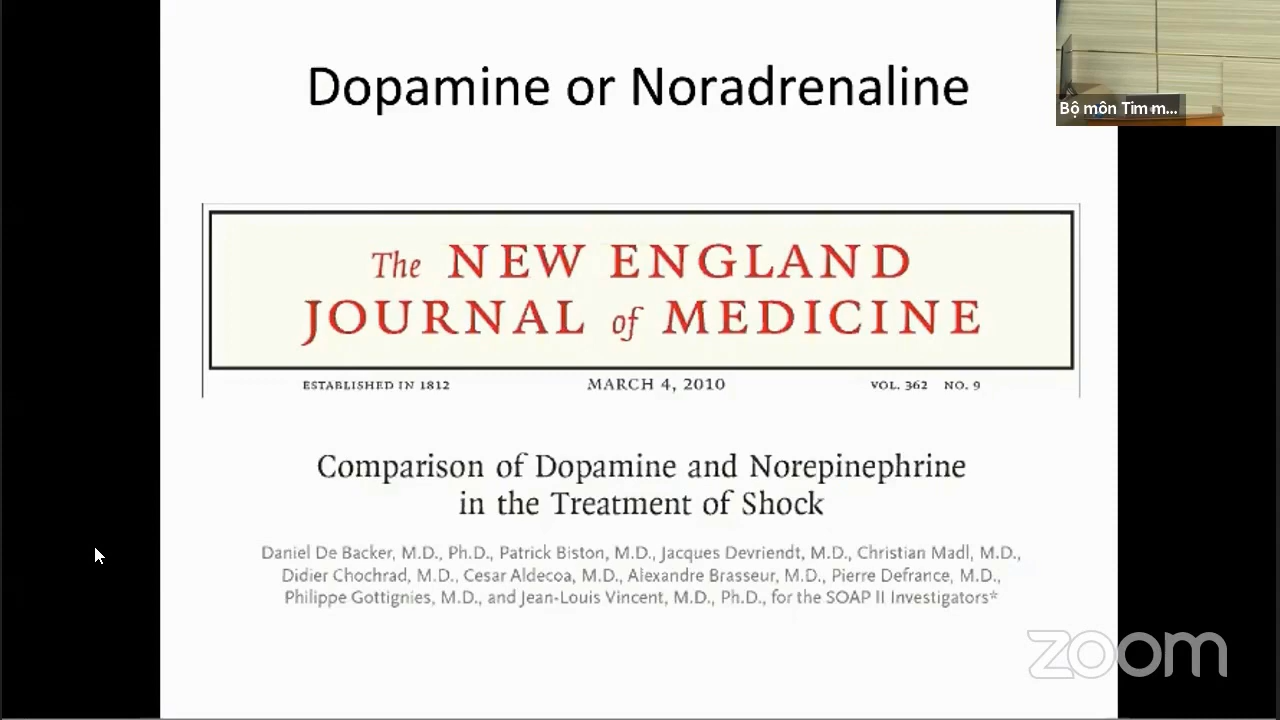 Dopamine or Noradrenaline
Bộ môn Tim m...
The NEW ENGLAND
JOURNAL of MEDICINE
ESTABLISHED IN 1812 MARCH 4, 2010 VOL. 362 NO. 9
Comparison of Dopamine and Norepinephrine
in the Treatment of Shock
Daniel De Backer, M.D., Ph.D., Patrick Biston, M.D., Jacques Devriendt, M.D., Christian Madl, M.D.,
Didier Chochrad, M.D., Cesar Aldecoa, M.D., Alexandre Brasseur, M.D., Pierre Defrance, M.D.,
Philippe Gottignies, M.D., and Jean-Louis Vincent, M.D., Ph.D., for the SOAP II Investigators*
zoom